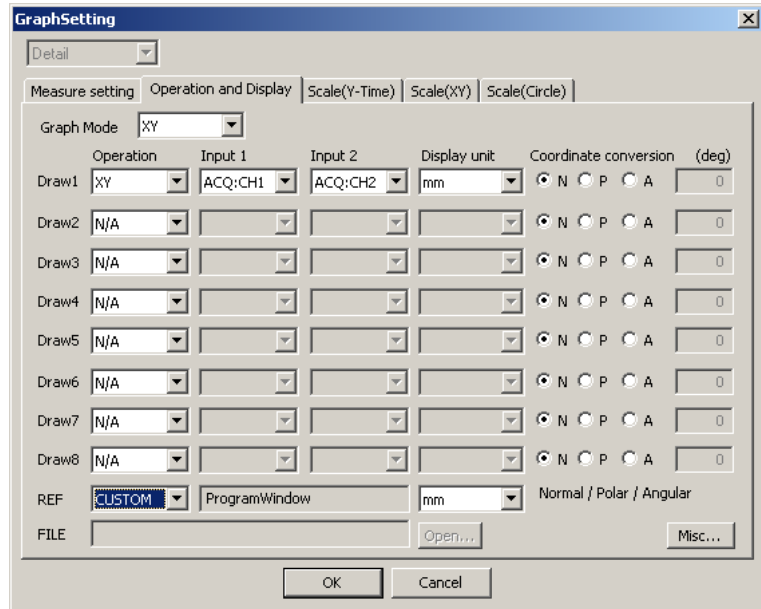 GraphSetting
Detail
Measure setting Operation and Display Scale(Y-Time) Scale(XY) Scale(Circle)
Graph Mode XY
Operation Input 1 Input 2 Display unit Coordinate conversion (deg)
Draw1 XY ACQ:CH1 ACQ:CH2 mm N P A 0
Draw2 N/A N P A 0
Draw3 N/A N P A 0
Draw4 N/A N P A 0
Draw5 N/A N P A 0
Draw6 N/A N P A 0
Draw7 N/A N P A 0
Draw8 N/A N P A 0
REF CUSTOM ProgramWindow mm Normal / Polar / Angular
FILE Open... Misc...
OK Cancel